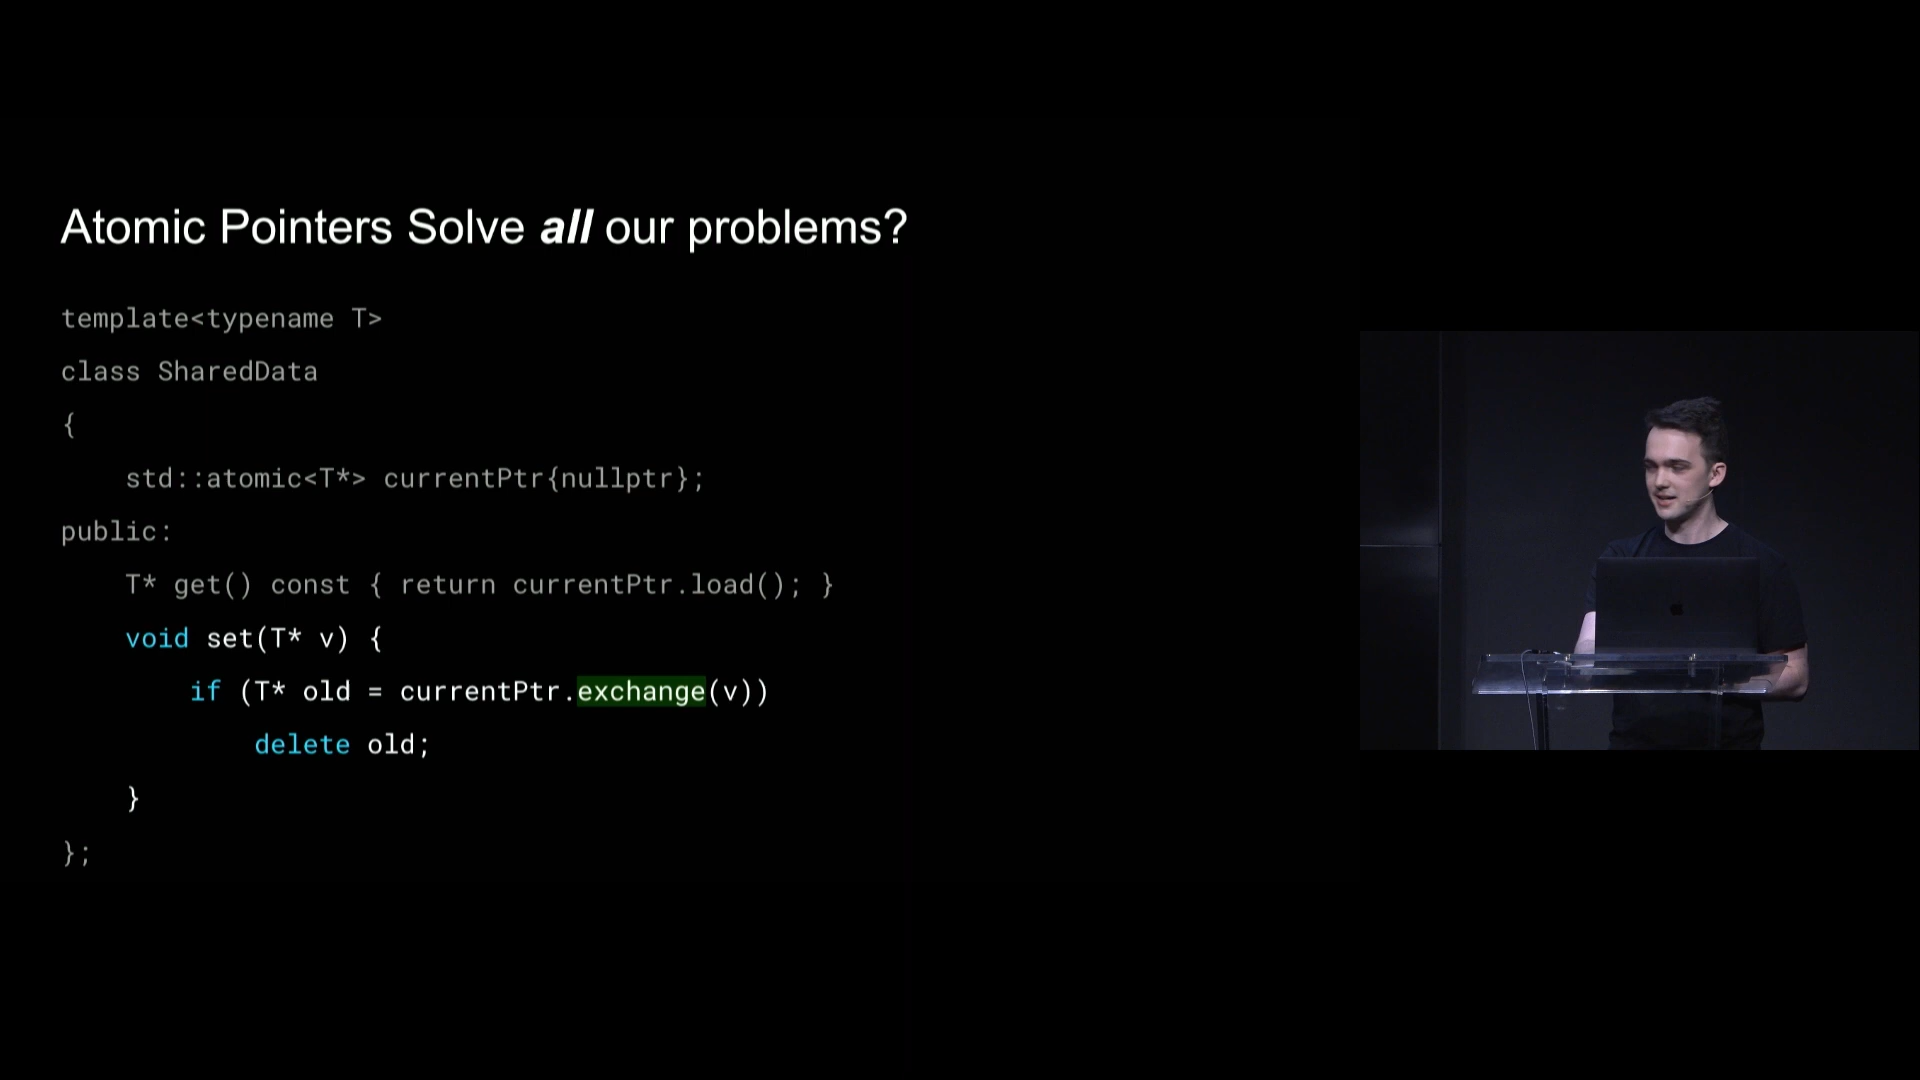 Atomic Pointers Solve all our problems?
template<typename T>
class SharedData
{
std::atomic<T*> currentPtr{nullptr};
public:
T* get() const { return currentPtr.load(); }
void set(T* v) {
if (T* old = currentPtr.exchange(v))
delete old;
}
};